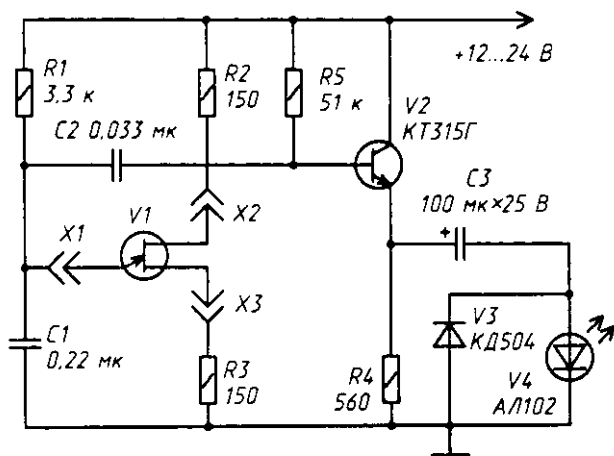 +12...24 В
R1
3,3 к
R2
150
R5
51 к
V2
КТ315Г
C2 0,033 мк
C3
100 мк×25 В
+
X1
V1
X2
X3
C1
0,22 мк
R3
150
R4
560
V3
КД504
V4
АЛ102